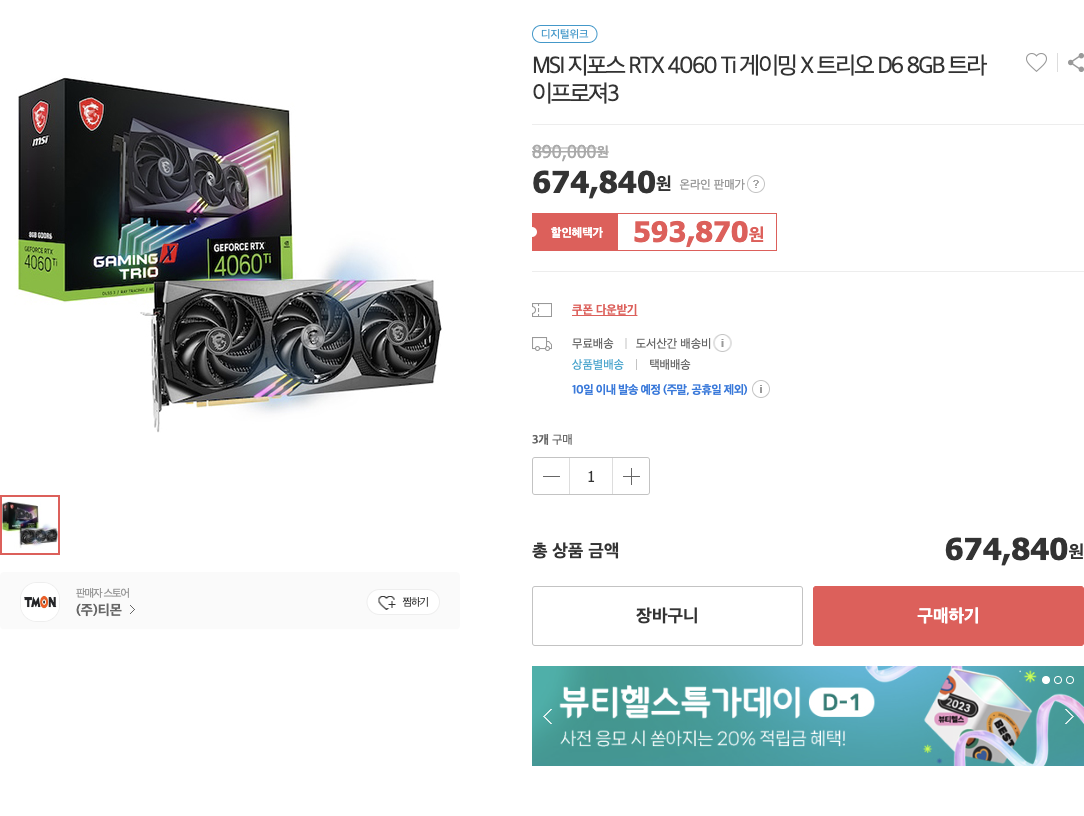 디지털위크
MSI 지포스 RTX 4060 Ti 게이밍 X 트리오 D6 8GB 트라
이프로져3
890,000원
674,840원 온라인 판매가 ?
할인혜택가 593,870원
쿠폰 다운받기
무료배송 | 도서산간 배송비 i
상품별배송 | 택배배송
10일 이내 발송 예정 (주말, 공휴일 제외) i
3개 구매
1
총 상품 금액 674,840원
장바구니 구매하기
뷰티헬스특가데이 D-1
사전 응모 시 쏟아지는 20% 적립금 혜택!
2023
뷰티헬스
BEST
msi
8GB GDDR6
GEFORCE RTX
4060 Ti
GAMING X
TRIO
GEFORCE RTX
4060 Ti
TMON
판매자 스토어
(주)티몬
찜하기